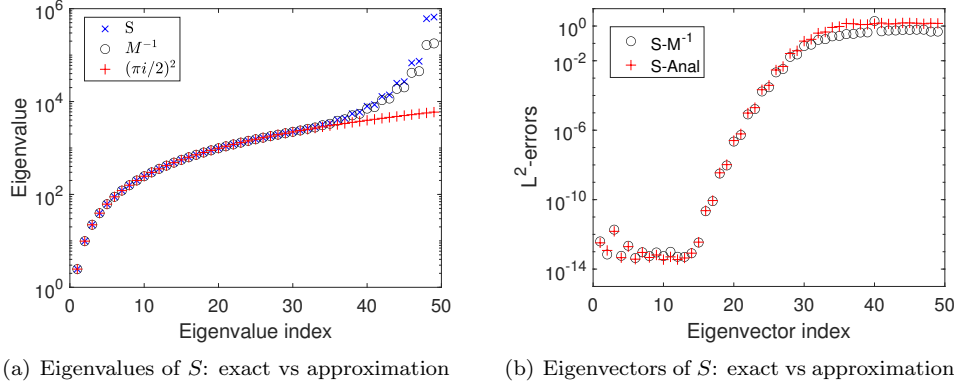 10^6
10^4
10^2
10^0
Eigenvalue
S
M^{-1}
(πi/2)^2
0 10 20 30 40 50
Eigenvalue index
(a) Eigenvalues of S: exact vs approximation
10^0
10^{-2}
10^{-6}
10^{-10}
10^{-14}
L^2-errors
S-M^{-1}
S-Anal
0 10 20 30 40 50
Eigenvector index
(b) Eigenvectors of S: exact vs approximation